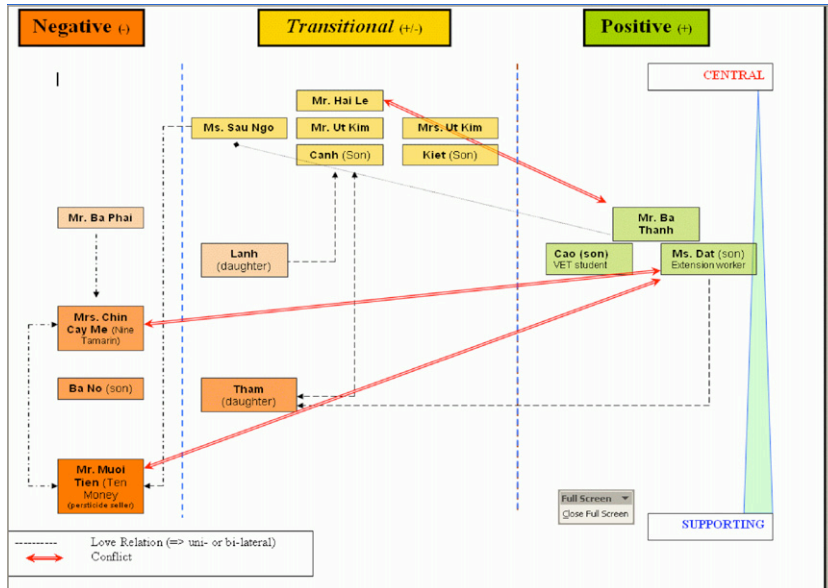 Negative (-)
Transitional (+/-)
Positive (+)
CENTRAL
Mr. Hai Le
Ms. Sau Ngo
Mr. Ut Kim
Mrs. Ut Kim
Canh (Son)
Kiet (Son)
Mr. Ba Phai
Mr. Ba
Thanh
Lanh
(daughter)
Cao (son)
VET student
Ms. Dat (son)
Extension worker
Mrs. Chin
Cay Me (Nine
Tamarin)
Ba No (son)
Tham
(daughter)
Mr. Muoi
Tien (Ten
Money
(perzticide seller)
Full Screen
Close Full Screen
SUPPORTING
Love Relation (=> uni- or bi-lateral)
Conflict